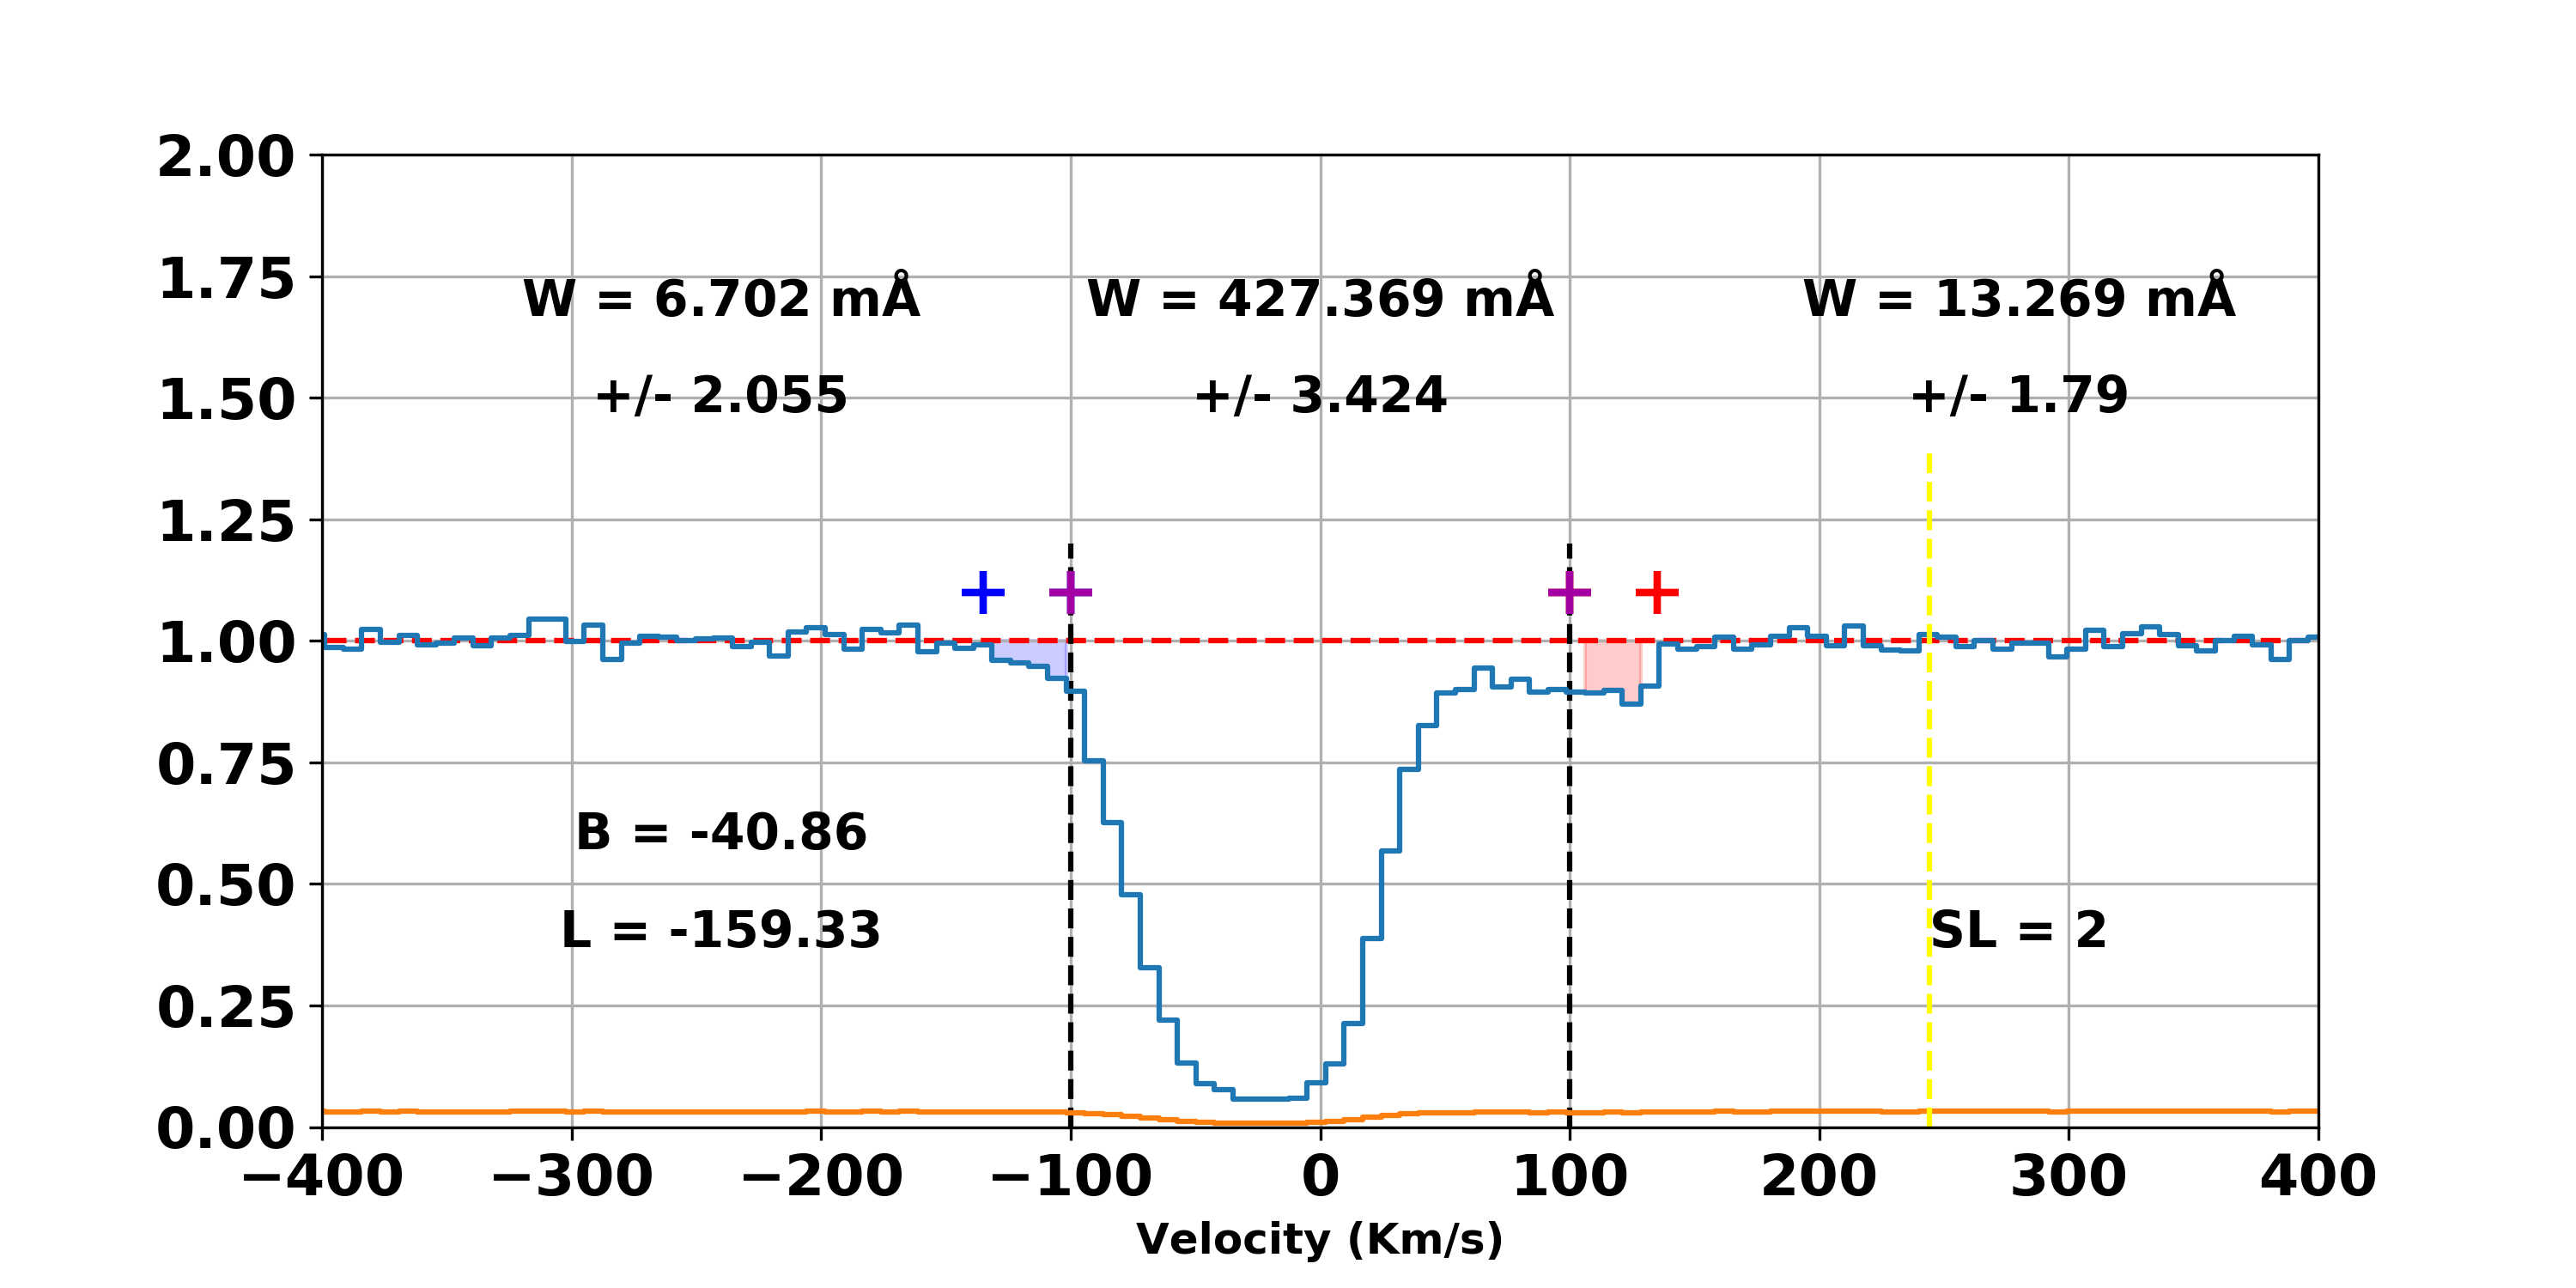 2.00
1.75
1.50
1.25
1.00
0.75
0.50
0.25
0.00
W = 6.702 mÅ
+/- 2.055
W = 427.369 mÅ
+/- 3.424
W = 13.269 mÅ
+/- 1.79
B = -40.86
L = -159.33
SL = 2
−400 −300 −200 −100 0 100 200 300 400
Velocity (Km/s)